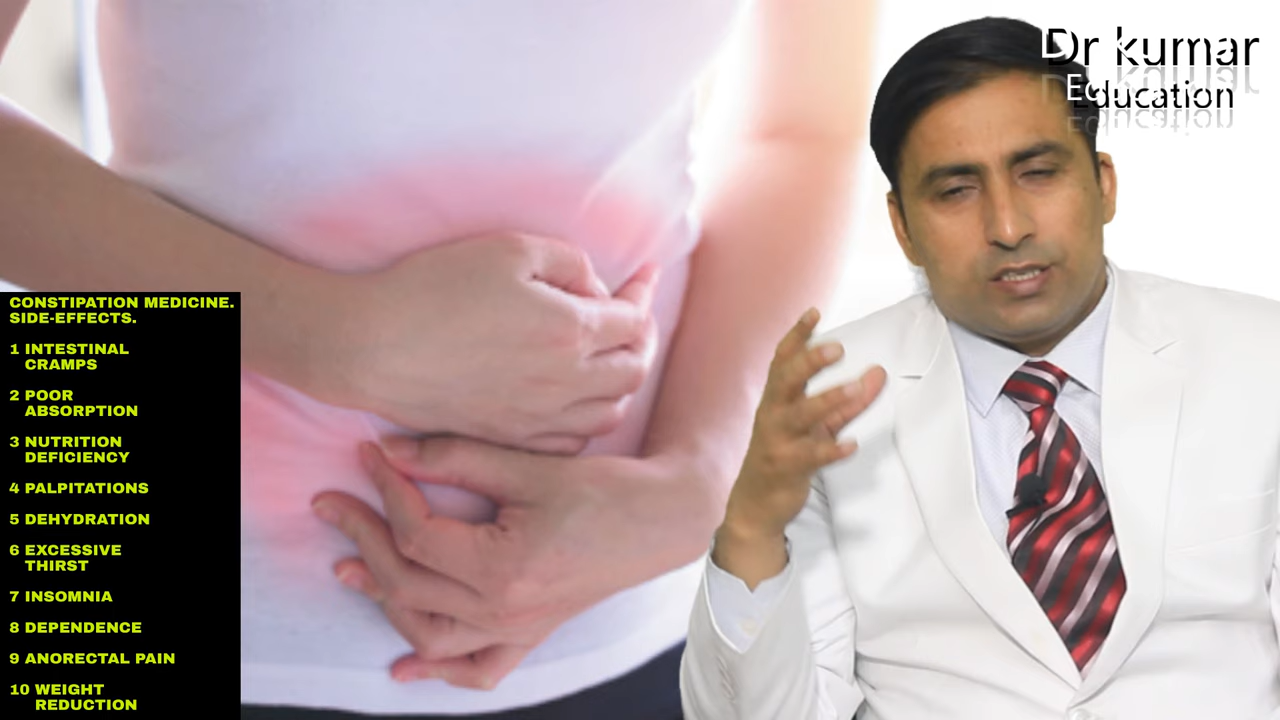 Dr kumar
Education
CONSTIPATION MEDICINE.
SIDE-EFFECTS.
1 INTESTINAL
CRAMPS
2 POOR
ABSORPTION
3 NUTRITION
DEFICIENCY
4 PALPITATIONS
5 DEHYDRATION
6 EXCESSIVE
THIRST
7 INSOMNIA
8 DEPENDENCE
9 ANORECTAL PAIN
10 WEIGHT
REDUCTION